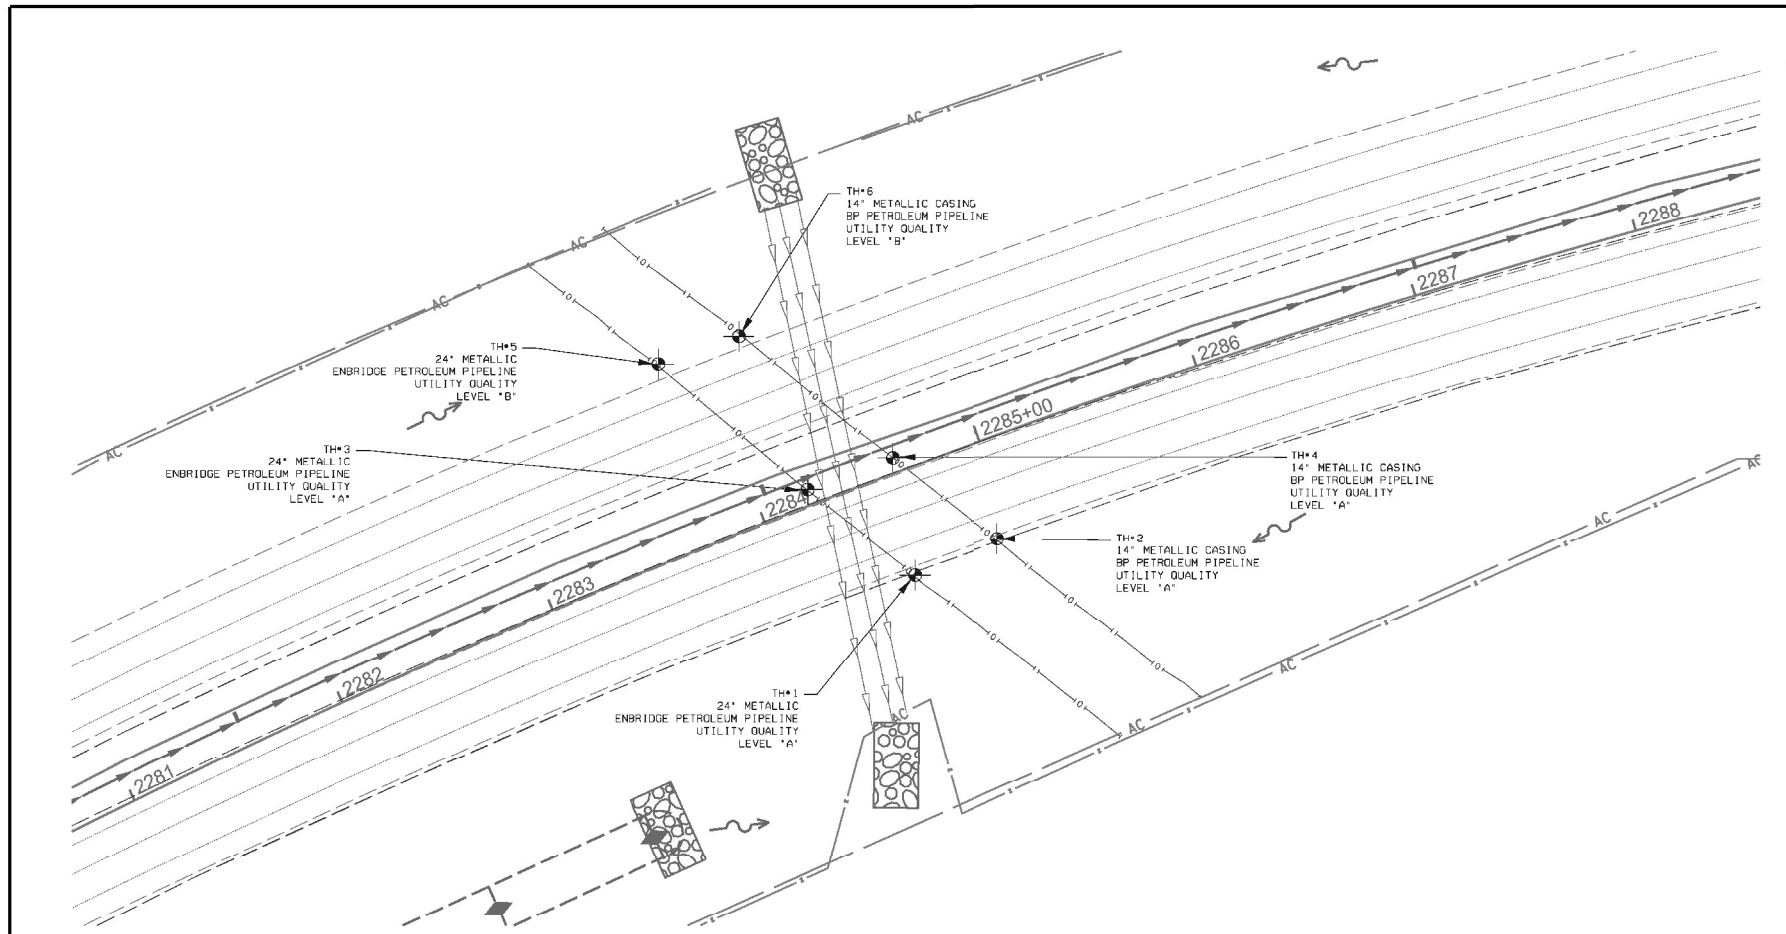 AC
AC
AC
AC
TH•6
14" METALLIC CASING
BP PETROLEUM PIPELINE
UTILITY QUALITY
LEVEL "B"
TH•5
24" METALLIC
ENBRIDGE PETROLEUM PIPELINE
UTILITY QUALITY
LEVEL "B"
TH•3
24" METALLIC
ENBRIDGE PETROLEUM PIPELINE
UTILITY QUALITY
LEVEL "A"
TH•4
14" METALLIC CASING
BP PETROLEUM PIPELINE
UTILITY QUALITY
LEVEL "A"
TH•2
14" METALLIC CASING
BP PETROLEUM PIPELINE
UTILITY QUALITY
LEVEL "A"
TH•1
24" METALLIC
ENBRIDGE PETROLEUM PIPELINE
UTILITY QUALITY
LEVEL "A"
2281
2282
2283
2284
2285+00
2286
2287
2288
AC
AC
AC
AC
AC